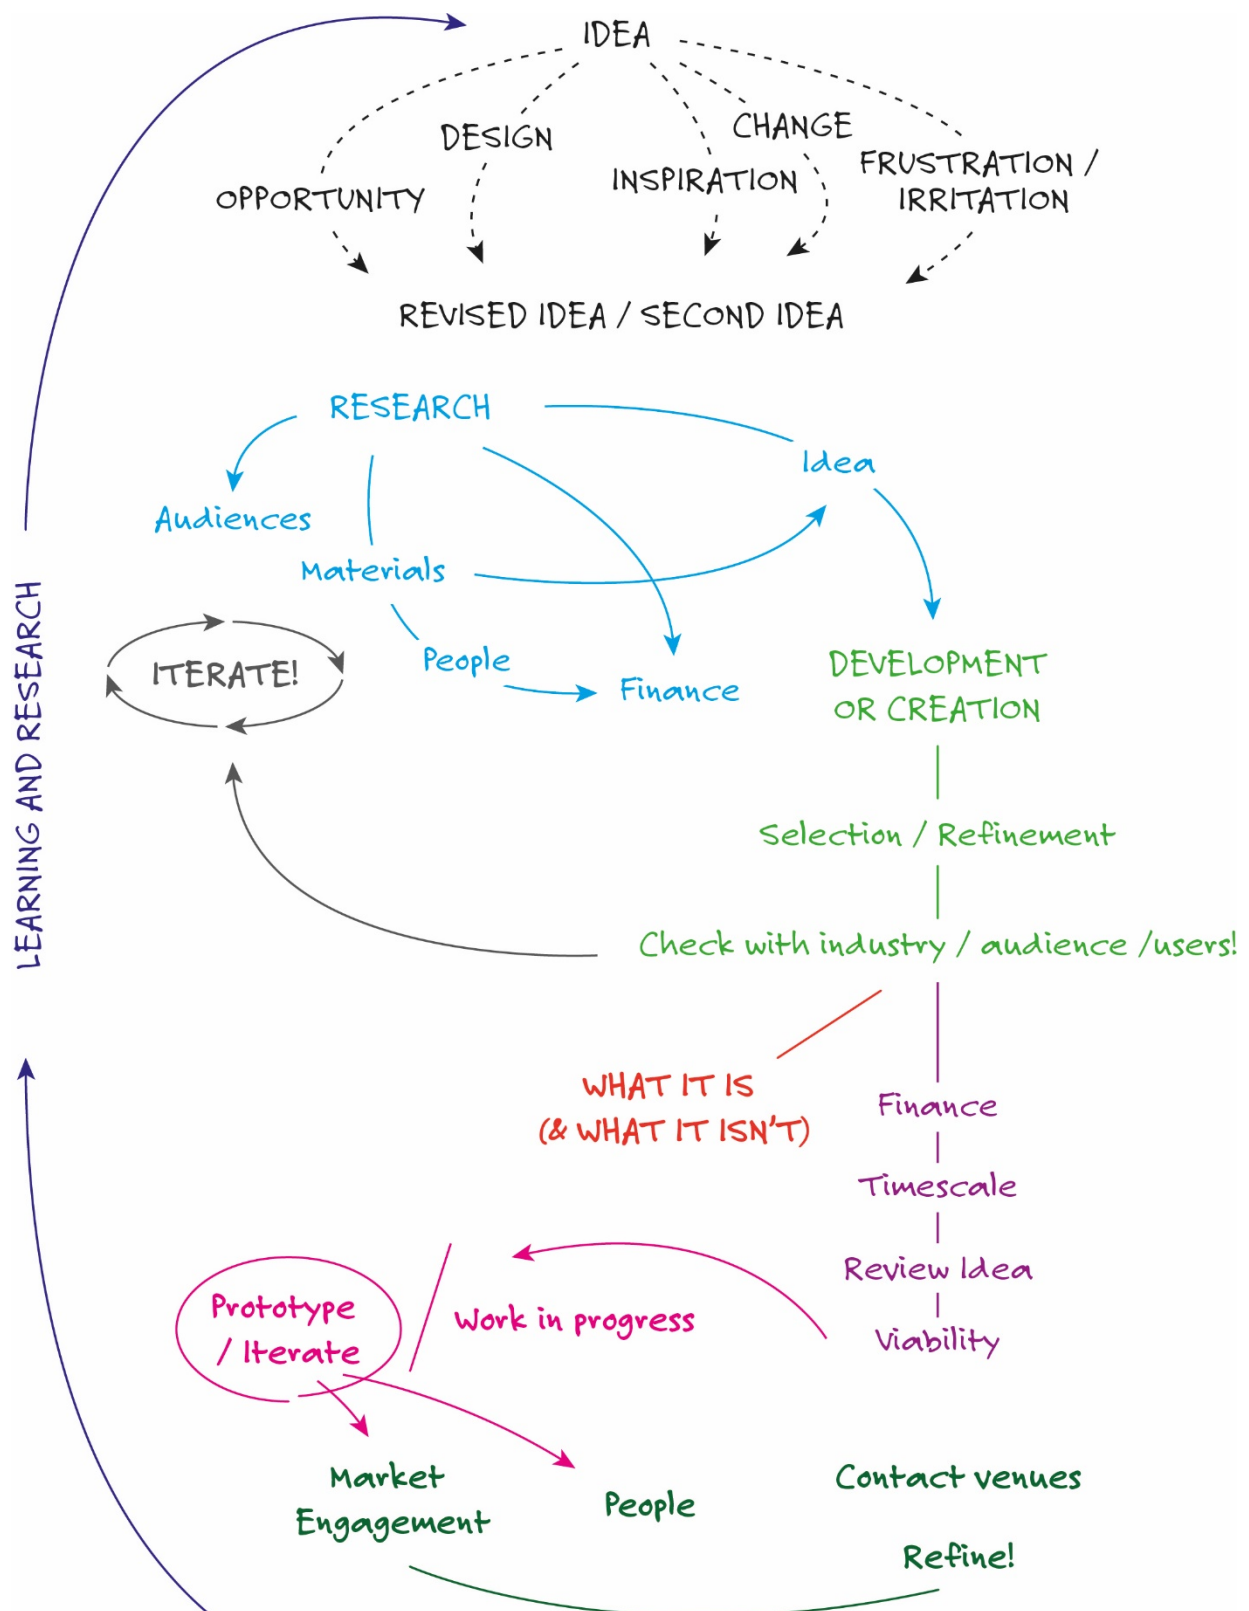 IDEA
DESIGN
CHANGE
OPPORTUNITY
INSPIRATION
FRUSTRATION /
IRRITATION
REVISED IDEA / SECOND IDEA
RESEARCH
Idea
Audiences
Materials
People
Finance
ITERATE!
LEARNING AND RESEARCH
DEVELOPMENT
OR CREATION
Selection / Refinement
Check with industry / audience /users!
WHAT IT IS
(& WHAT IT ISN'T)
Finance
Timescale
Review Idea
Viability
Work in progress
Prototype
/ Iterate
Market
Engagement
People
Contact venues
Refine!